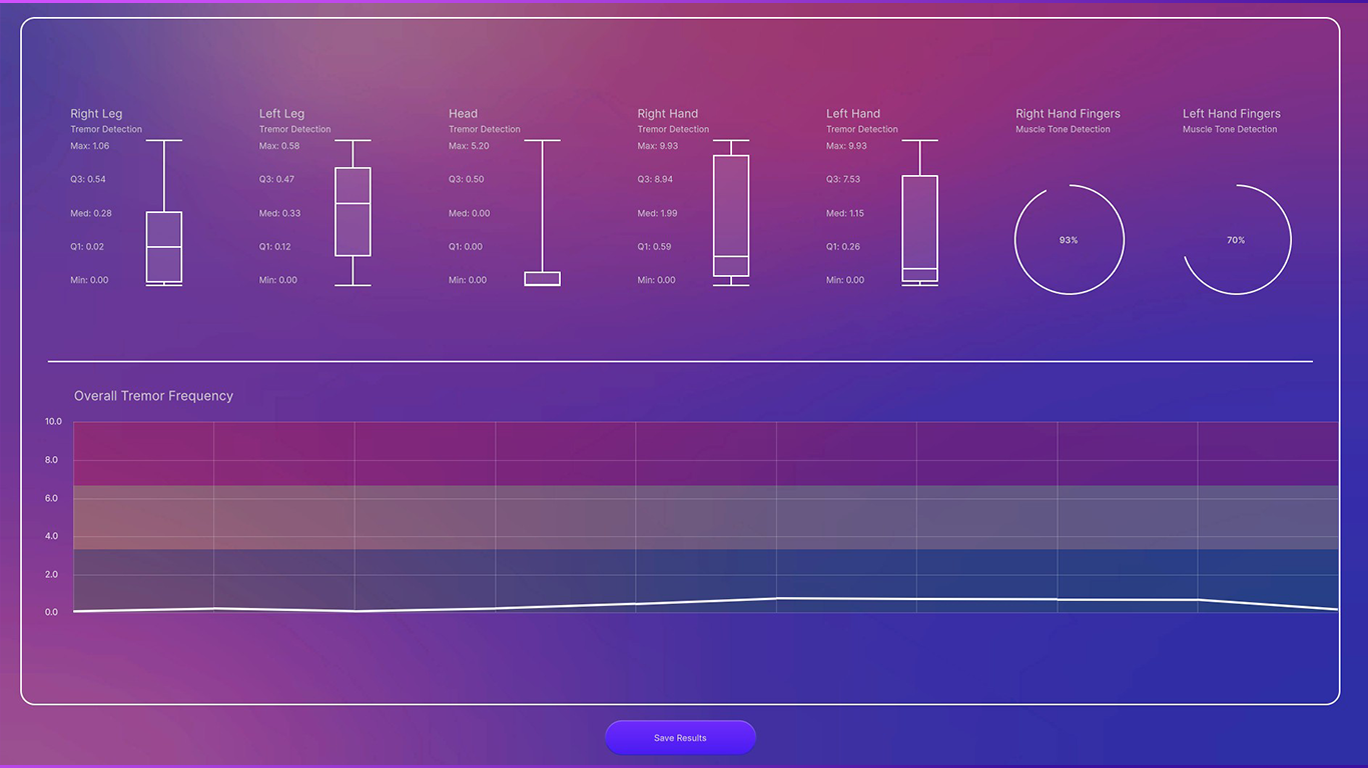 Right Leg
Tremor Detection
Max: 1.06
Q3: 0.54
Med: 0.28
Q1: 0.02
Min: 0.00
Left Leg
Tremor Detection
Max: 0.58
Q3: 0.47
Med: 0.33
Q1: 0.12
Min: 0.00
Head
Tremor Detection
Max: 5.20
Q3: 0.50
Med: 0.00
Q1: 0.00
Min: 0.00
Right Hand
Tremor Detection
Max: 9.93
Q3: 8.94
Med: 1.99
Q1: 0.59
Min: 0.00
Left Hand
Tremor Detection
Max: 9.93
Q3: 7.53
Med: 1.15
Q1: 0.26
Min: 0.00
Right Hand Fingers
Muscle Tone Detection
93%
Left Hand Fingers
Muscle Tone Detection
70%
Overall Tremor Frequency
10.0
8.0
6.0
4.0
2.0
0.0
Save Results